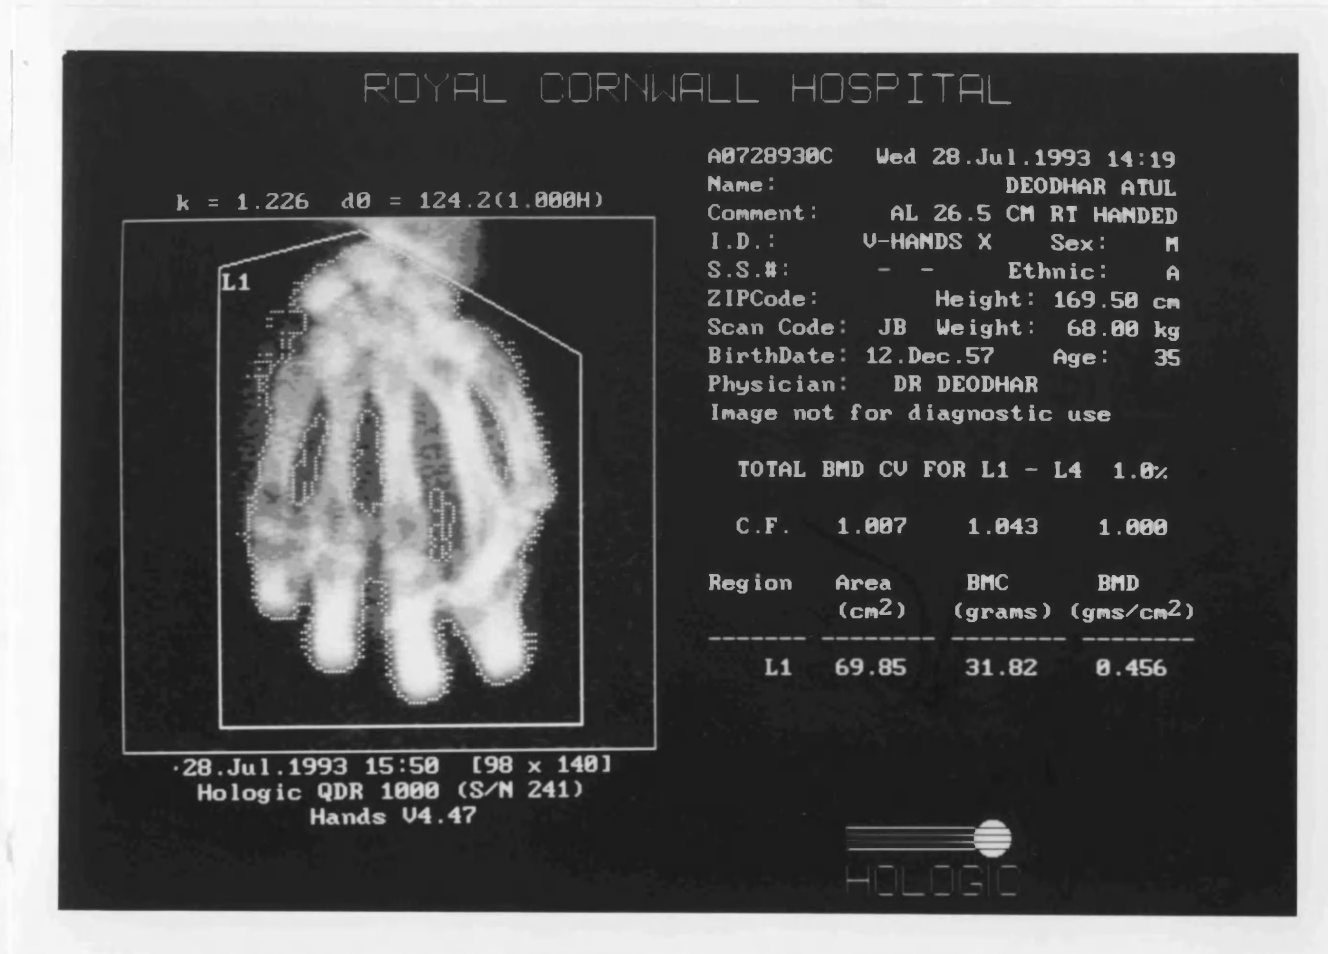 ROYAL CORNWALL HOSPITAL
k = 1.226 d0 = 124.2(1.000H)
L1
·28.Jul.1993 15:50 [98 x 140]
Hologic QDR 1000 (S/N 241)
Hands V4.47
A0728930C Wed 28.Jul.1993 14:19
Name: DEODHAR ATUL
Comment: AL 26.5 CM RT HANDED
I.D.: V-HANDS X Sex: M
S.S.#: - - Ethnic: A
ZIPCode: Height: 169.50 cm
Scan Code: JB Weight: 68.00 kg
BirthDate: 12.Dec.57 Age: 35
Physician: DR DEODHAR
Image not for diagnostic use
TOTAL BMD CV FOR L1 - L4 1.0%
C.F. 1.007 1.043 1.000
Region Area BMC BMD
(cm2) (grams) (gms/cm2)
L1 69.85 31.82 0.456
HOLOGIC